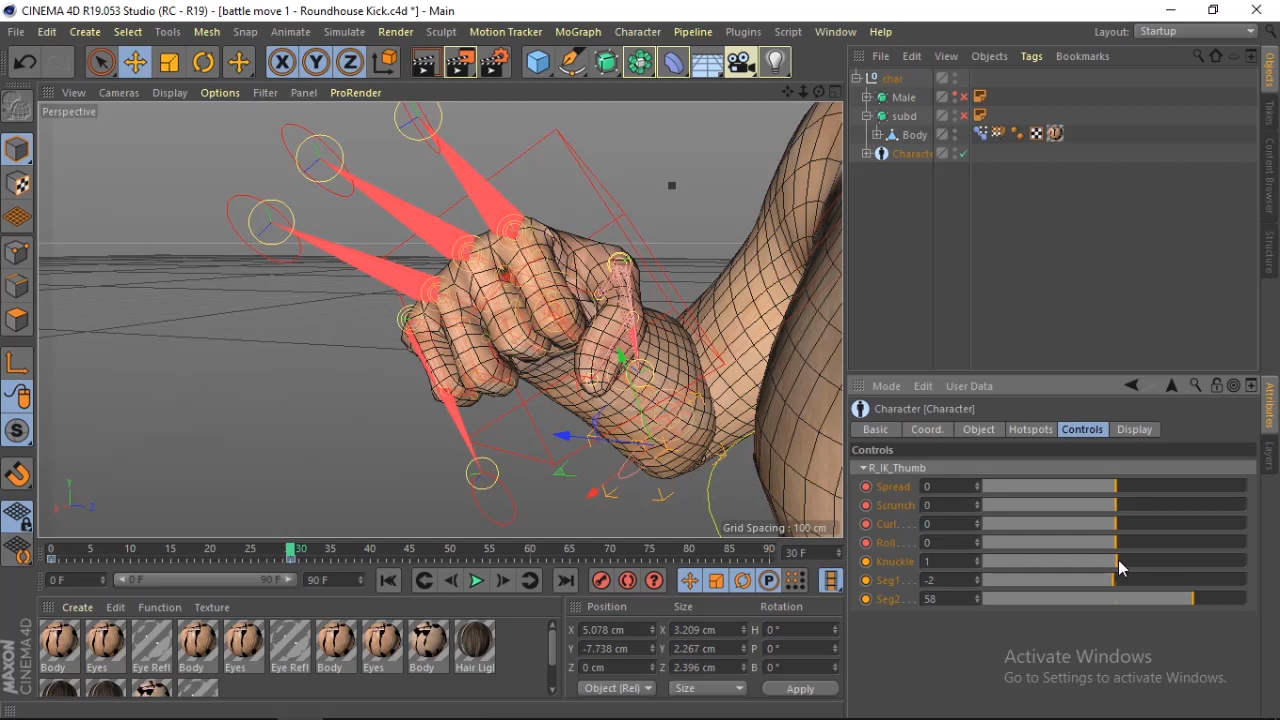 CINEMA 4D R19.053 Studio (RC - R19) - [battle move 1 - Roundhouse Kick.c4d *] - Main
File Edit Create Select Tools Mesh Snap Animate Simulate Render Sculpt Motion Tracker MoGraph Character Pipeline Plugins Script Window Help
Layout: Startup
X Y Z
View Cameras Display Options Filter Panel ProRender
Perspective
Grid Spacing : 100 cm
File Edit View Objects Tags Bookmarks
char
Male
subd
Body
Characte
Objects
Takes
Content Browser
Structure
Mode Edit User Data
Attributes
Layers
Character [Character]
Basic Coord. Object Hotspots Controls Display
Controls
R_IK_Thumb
Spread 0
Scrunch 0
Curl. . . . 0
Roll. . . . 0
Knuckle 1
Seg1. . . -2
Seg2. . . 58
0 5 10 15 20 25 30 35 40 45 50 55 60 65 70 75 80 85 90 30 F
0 F 0 F 90 F 90 F
Create Edit Function Texture
Body Eyes Eye Refl Body Eyes Eye Refl Body Eyes Body Hair Ligl
Position Size Rotation
X 5.078 cm X 3.209 cm H 0 °
Y -7.738 cm Y 2.267 cm P 0 °
Z 0 cm Z 2.396 cm B 0 °
Object (Rel) Size Apply
MAXON CINEMA 4D
Activate Windows
Go to Settings to activate Windows.